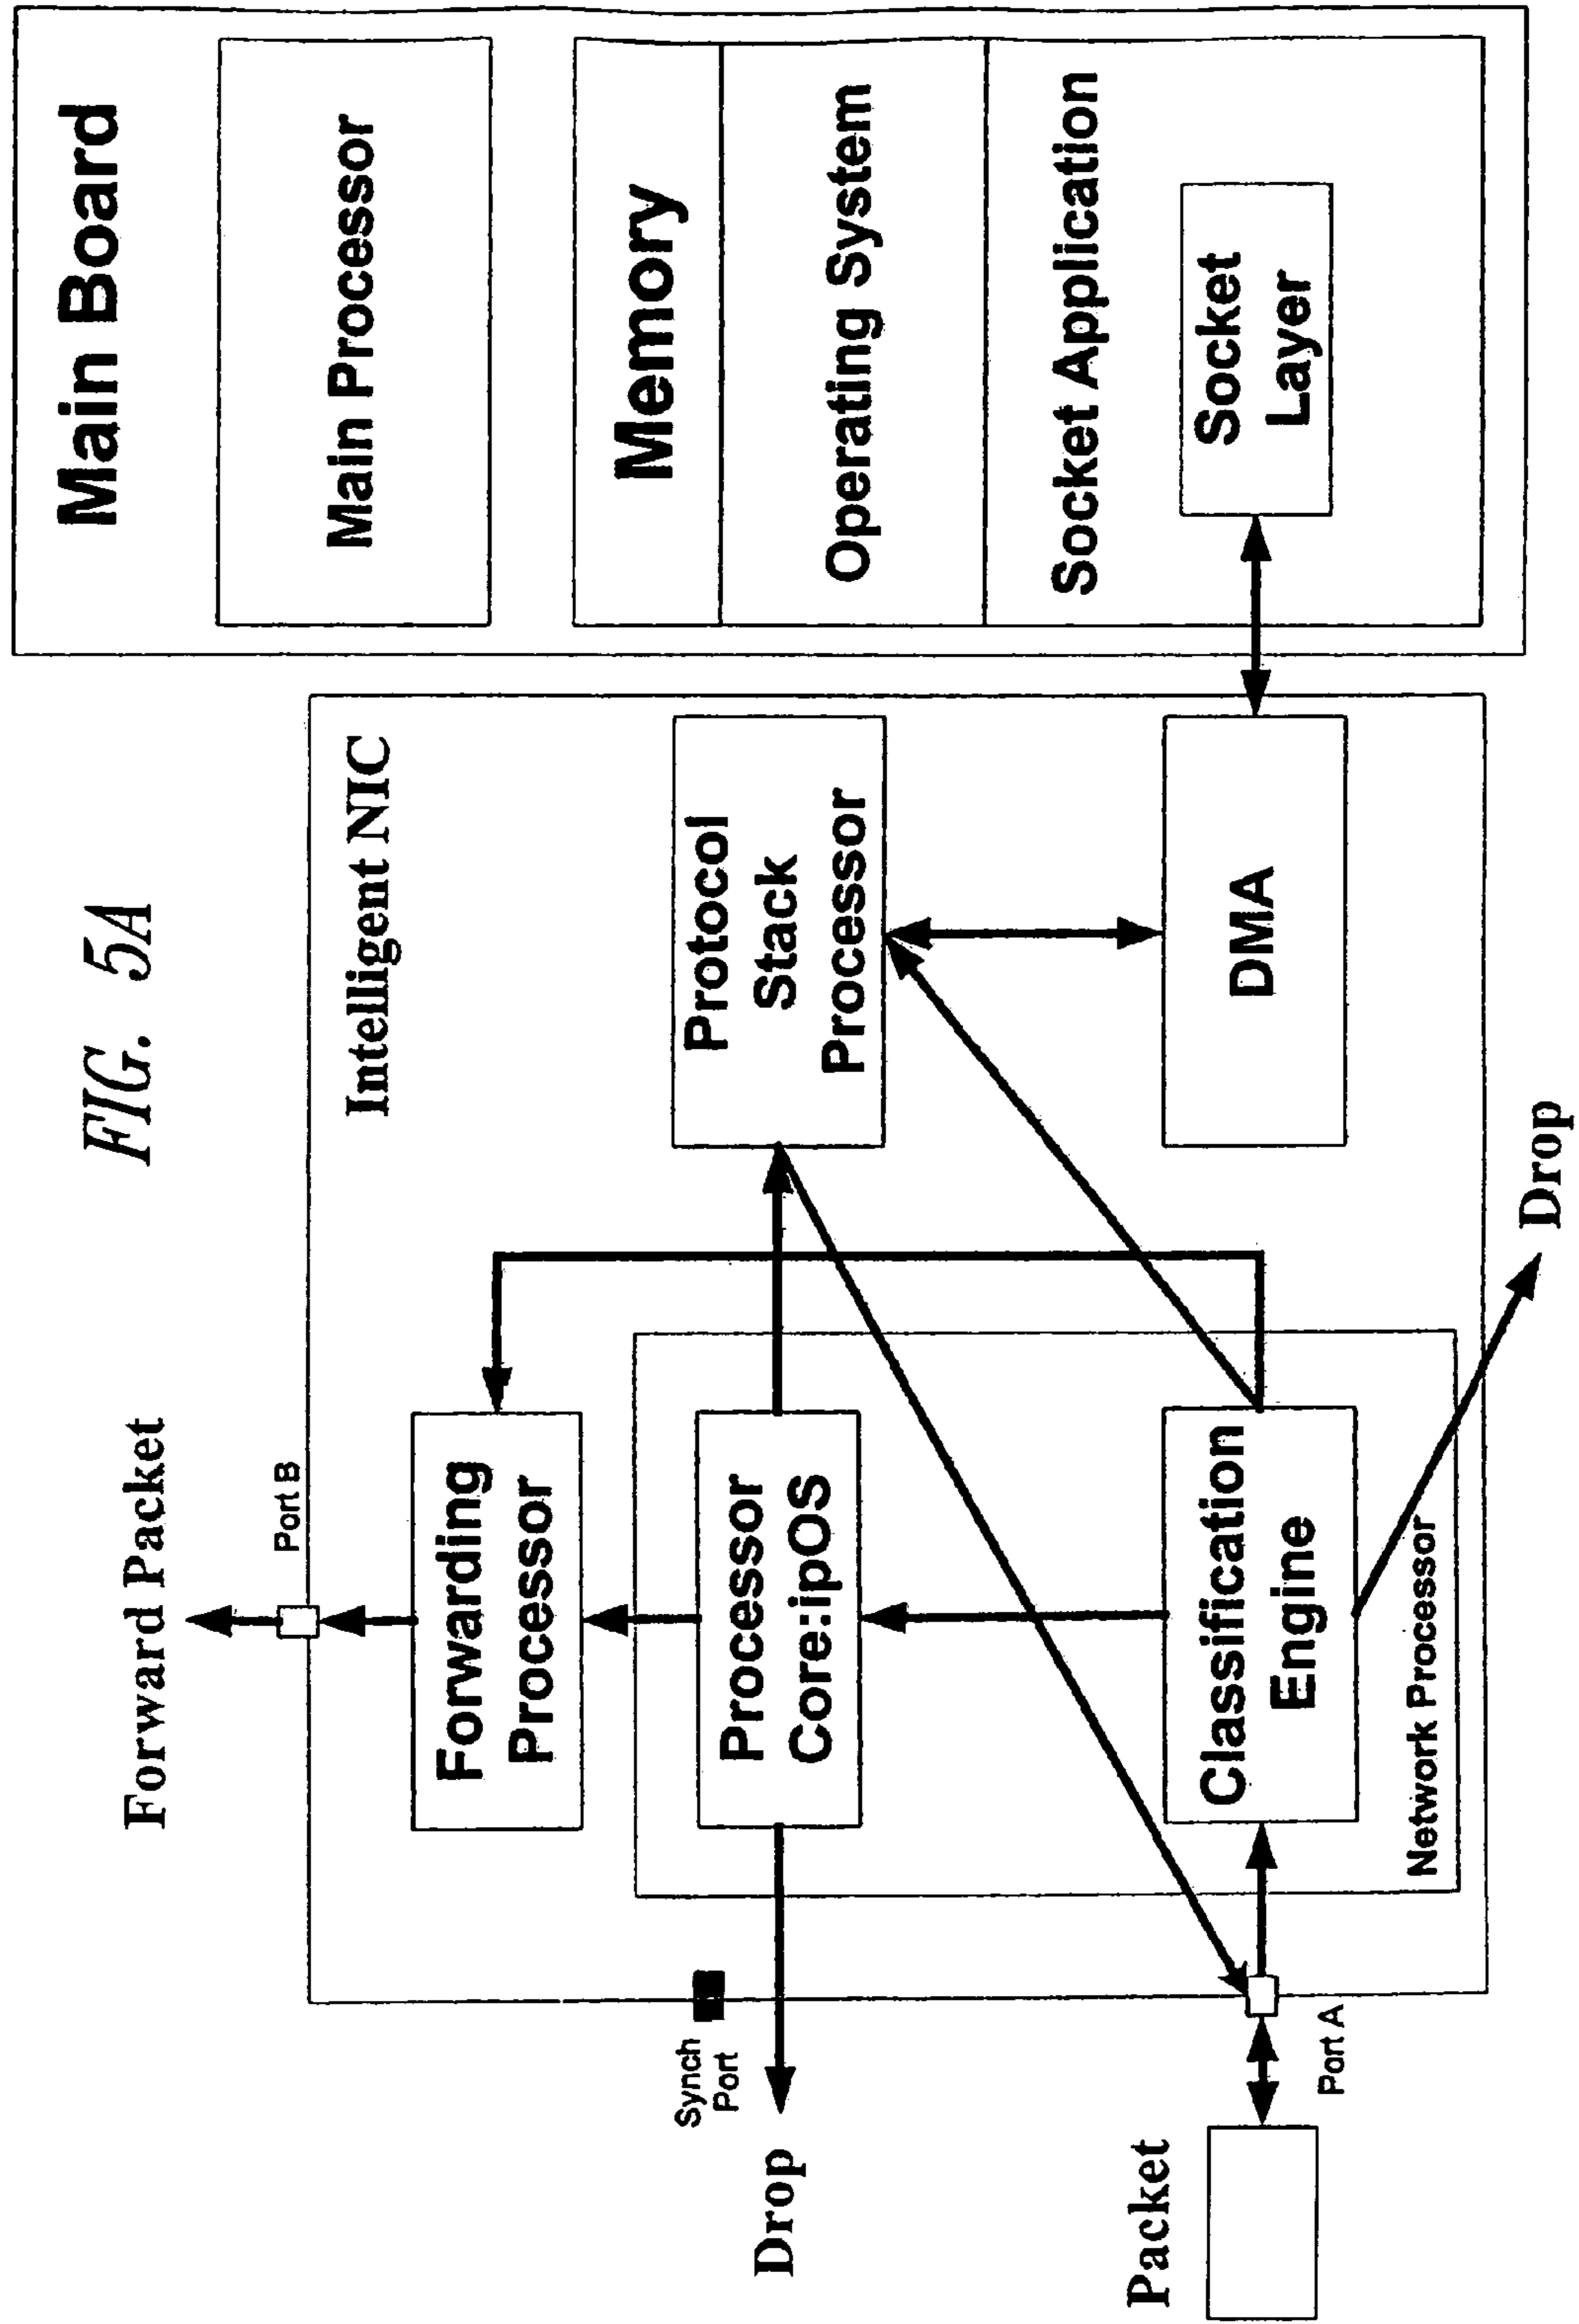 FIG. 5A
Main Board
Main Processor
Memory
Operating System
Socket Application
Socket
Layer
Intelligent NIC
Protocol
Stack
Processor
DMA
Forward Packet
Port B
Forwarding
Processor
Processor
Core:ipOS
Classification
Engine
Network Processor
Drop
Synch
Port
Drop
Packet
Port A